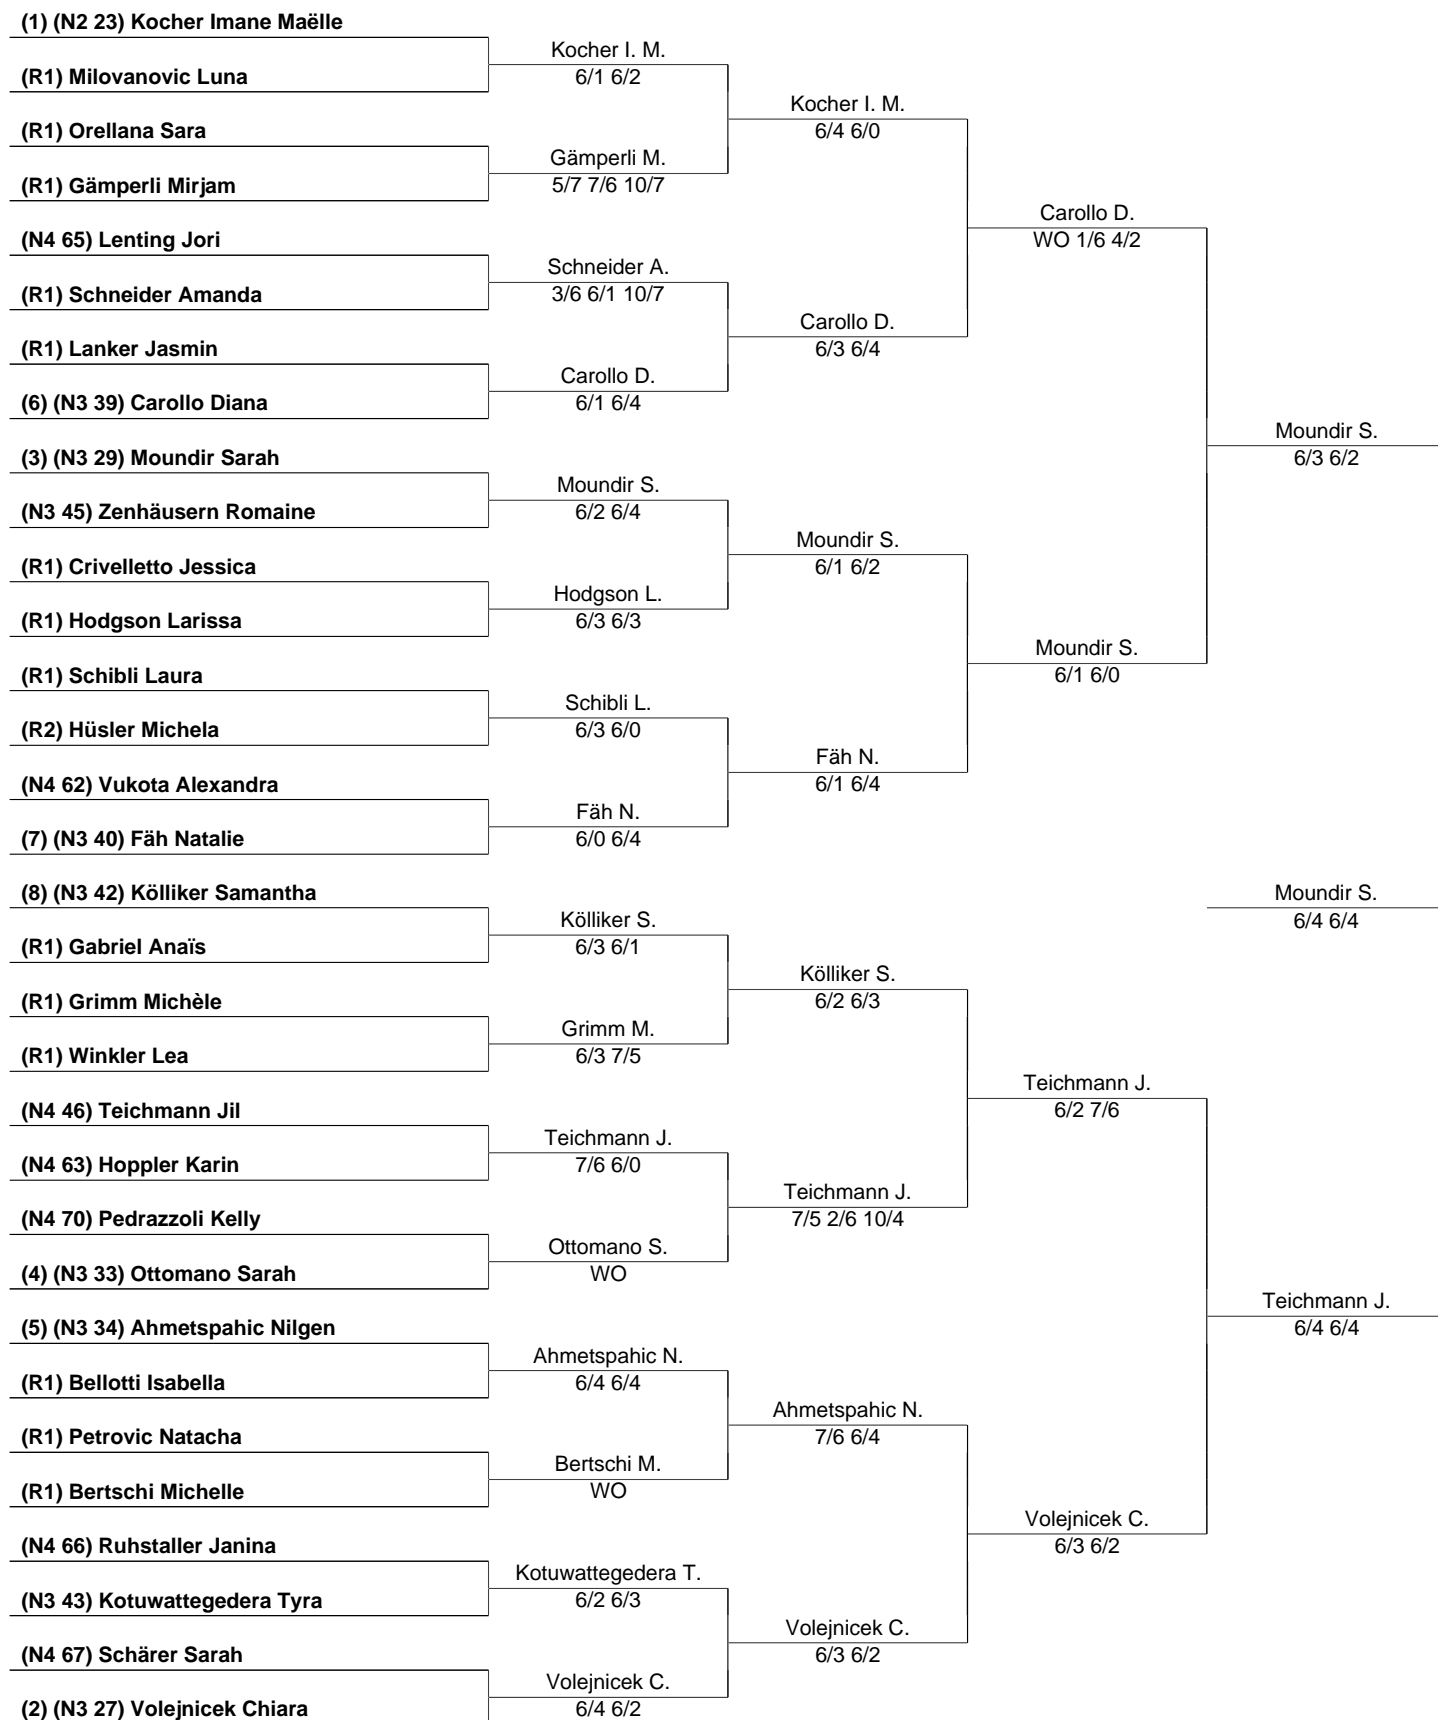 (1) (N2 23) Kocher Imane Maëlle
Kocher I. M.
(R1) Milovanovic Luna
6/1 6/2
Kocher I. M.
(R1) Orellana Sara
6/4 6/0
Gämperli M.
(R1) Gämperli Mirjam
5/7 7/6 10/7
Carollo D.
(N4 65) Lenting Jori
WO 1/6 4/2
Schneider A.
(R1) Schneider Amanda
3/6 6/1 10/7
Carollo D.
(R1) Lanker Jasmin
6/3 6/4
Carollo D.
(6) (N3 39) Carollo Diana
6/1 6/4
Moundir S.
(3) (N3 29) Moundir Sarah
6/3 6/2
Moundir S.
(N3 45) Zenhäusern Romaine
6/2 6/4
Moundir S.
(R1) Crivelletto Jessica
6/1 6/2
Hodgson L.
(R1) Hodgson Larissa
6/3 6/3
Moundir S.
(R1) Schibli Laura
6/1 6/0
Schibli L.
(R2) Hüsler Michela
6/3 6/0
Fäh N.
(N4 62) Vukota Alexandra
6/1 6/4
Fäh N.
(7) (N3 40) Fäh Natalie
6/0 6/4
(8) (N3 42) Kölliker Samantha
Moundir S.
6/4 6/4
Kölliker S.
(R1) Gabriel Anaïs
6/3 6/1
Kölliker S.
(R1) Grimm Michèle
6/2 6/3
Grimm M.
(R1) Winkler Lea
6/3 7/5
Teichmann J.
(N4 46) Teichmann Jil
6/2 7/6
Teichmann J.
(N4 63) Hoppler Karin
7/6 6/0
Teichmann J.
(N4 70) Pedrazzoli Kelly
7/5 2/6 10/4
Ottomano S.
(4) (N3 33) Ottomano Sarah
WO
Teichmann J.
(5) (N3 34) Ahmetspahic Nilgen
6/4 6/4
Ahmetspahic N.
(R1) Bellotti Isabella
6/4 6/4
Ahmetspahic N.
(R1) Petrovic Natacha
7/6 6/4
Bertschi M.
(R1) Bertschi Michelle
WO
Volejnicek C.
(N4 66) Ruhstaller Janina
6/3 6/2
Kotuwattegedera T.
(N3 43) Kotuwattegedera Tyra
6/2 6/3
Volejnicek C.
(N4 67) Schärer Sarah
6/3 6/2
Volejnicek C.
(2) (N3 27) Volejnicek Chiara
6/4 6/2